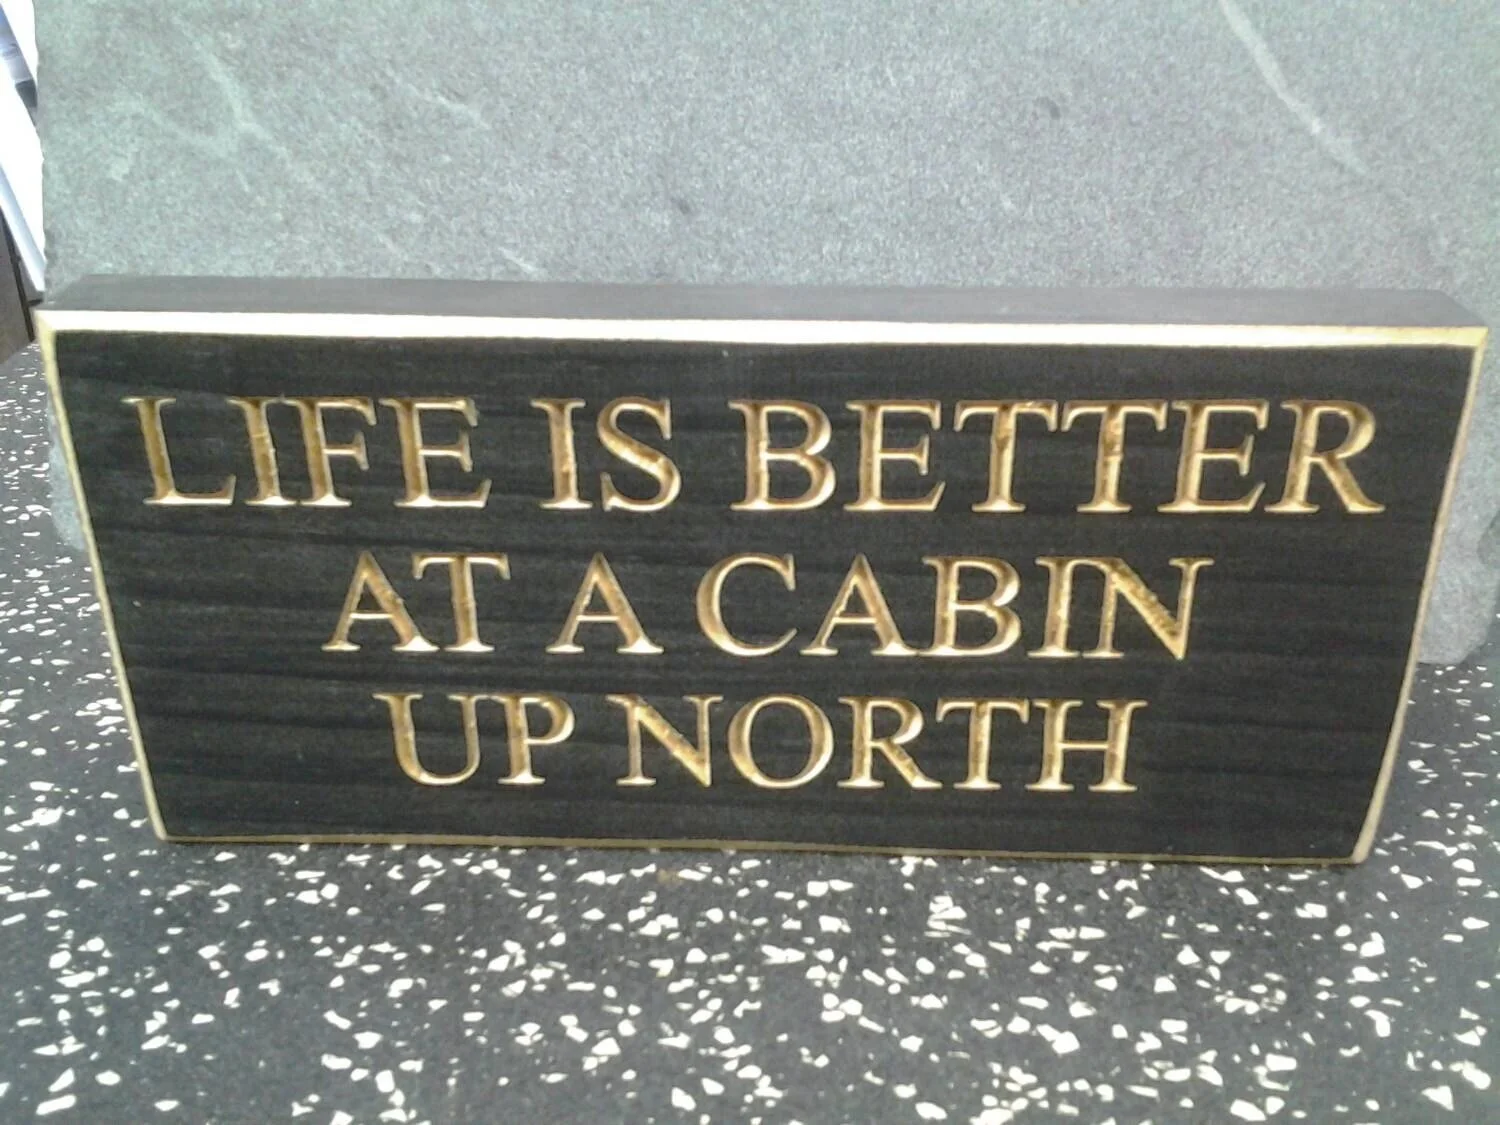 LIFE IS BETTER
AT A CABIN
UP NORTH